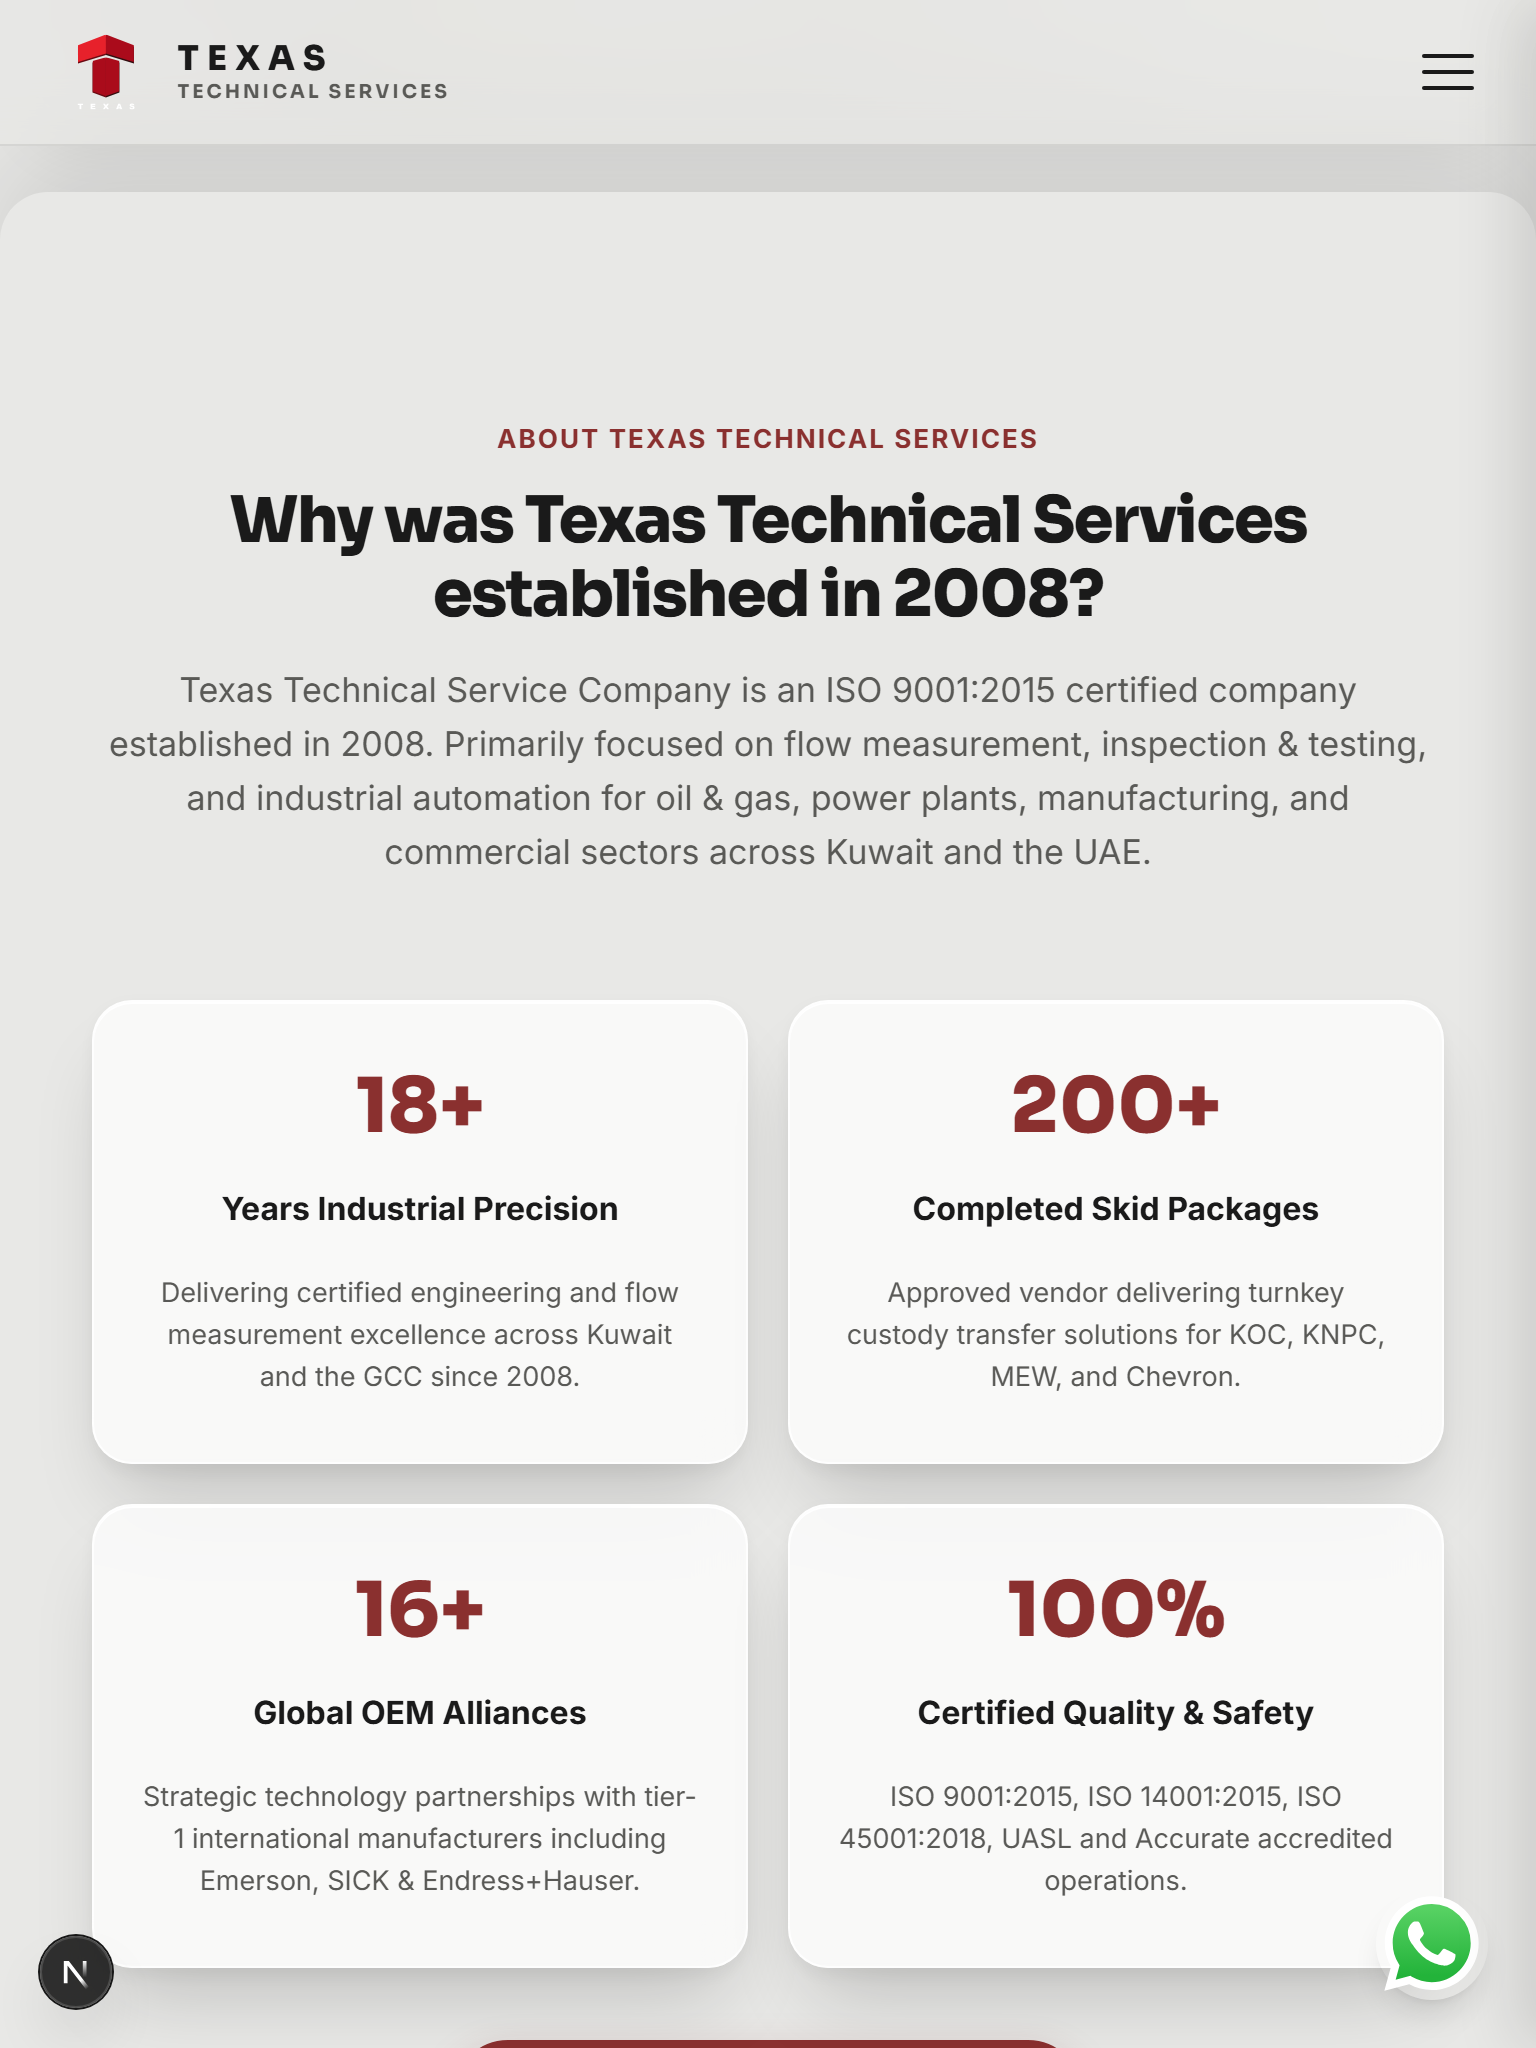 TEXAS
TECHNICAL SERVICES
TEXAS
ABOUT TEXAS TECHNICAL SERVICES
Why was Texas Technical Services
established in 2008?
Texas Technical Service Company is an ISO 9001:2015 certified company
established in 2008. Primarily focused on flow measurement, inspection & testing,
and industrial automation for oil & gas, power plants, manufacturing, and
commercial sectors across Kuwait and the UAE.
18+
Years Industrial Precision
Delivering certified engineering and flow
measurement excellence across Kuwait
and the GCC since 2008.
200+
Completed Skid Packages
Approved vendor delivering turnkey
custody transfer solutions for KOC, KNPC,
MEW, and Chevron.
16+
Global OEM Alliances
Strategic technology partnerships with tier-
1 international manufacturers including
Emerson, SICK & Endress+Hauser.
100%
Certified Quality & Safety
ISO 9001:2015, ISO 14001:2015, ISO
45001:2018, UASL and Accurate accredited
operations.
N